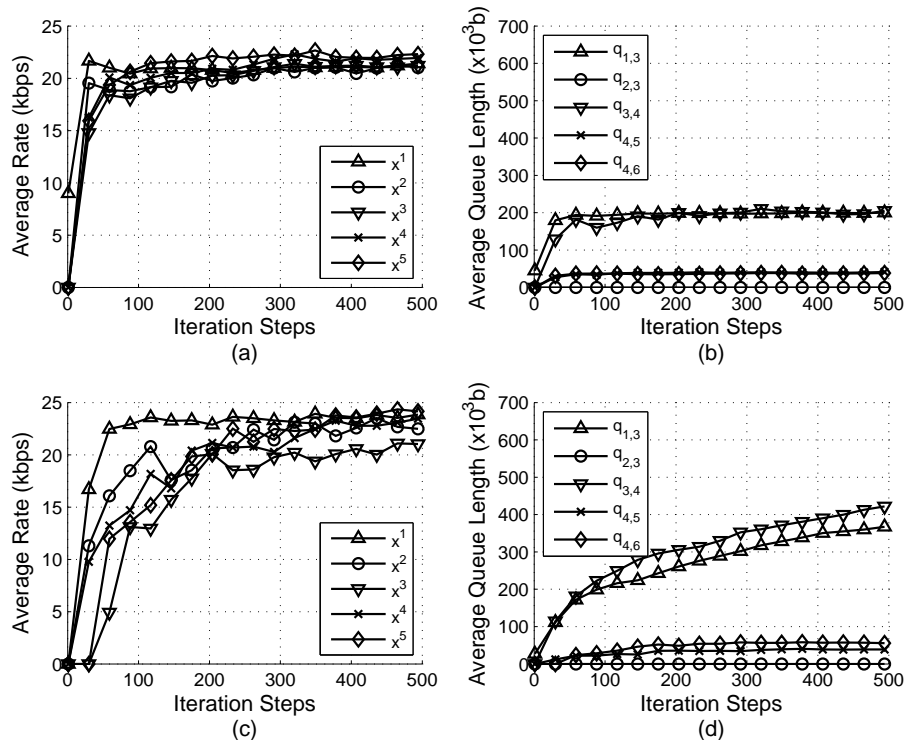 25
20
15
10
5
0
Average Rate (kbps)
x1
x2
x3
x4
x5
0 100 200 300 400 500
Iteration Steps
(a)
700
600
500
400
300
200
100
0
Average Queue Length (x10³b)
q1,3
q2,3
q3,4
q4,5
q4,6
0 100 200 300 400 500
Iteration Steps
(b)
25
20
15
10
5
0
Average Rate (kbps)
x1
x2
x3
x4
x5
0 100 200 300 400 500
Iteration Steps
(c)
700
600
500
400
300
200
100
0
Average Queue Length (x10³b)
q1,3
q2,3
q3,4
q4,5
q4,6
0 100 200 300 400 500
Iteration Steps
(d)